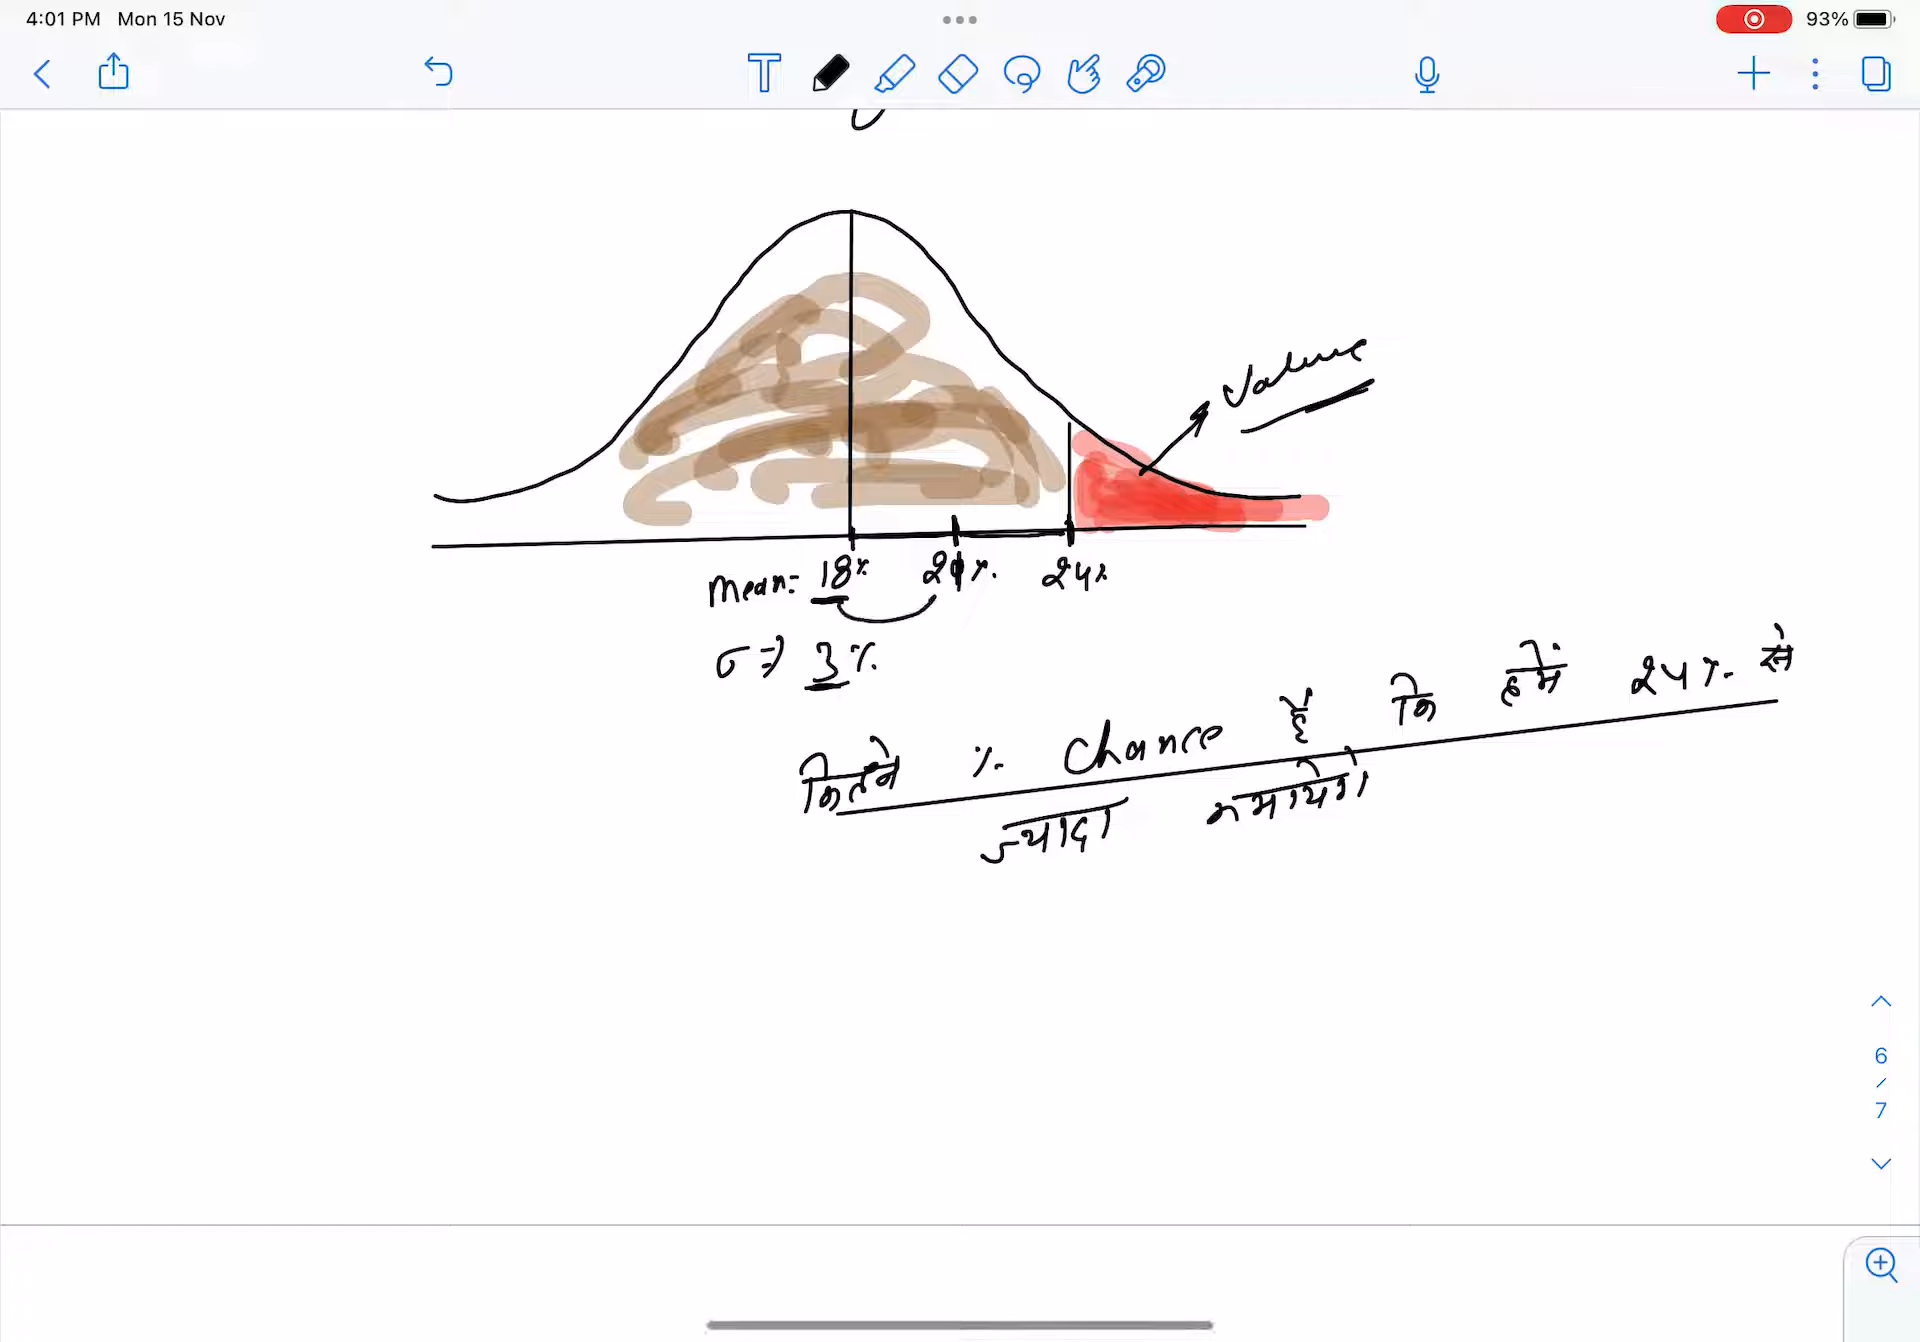 4:01 PM Mon 15 Nov
93%
Value
mean: 18% 21% 24%
σ ⇒ 3%
कितने % Chance है कि हमें 24% से
ज्यादा कमायेगे
6
/
7